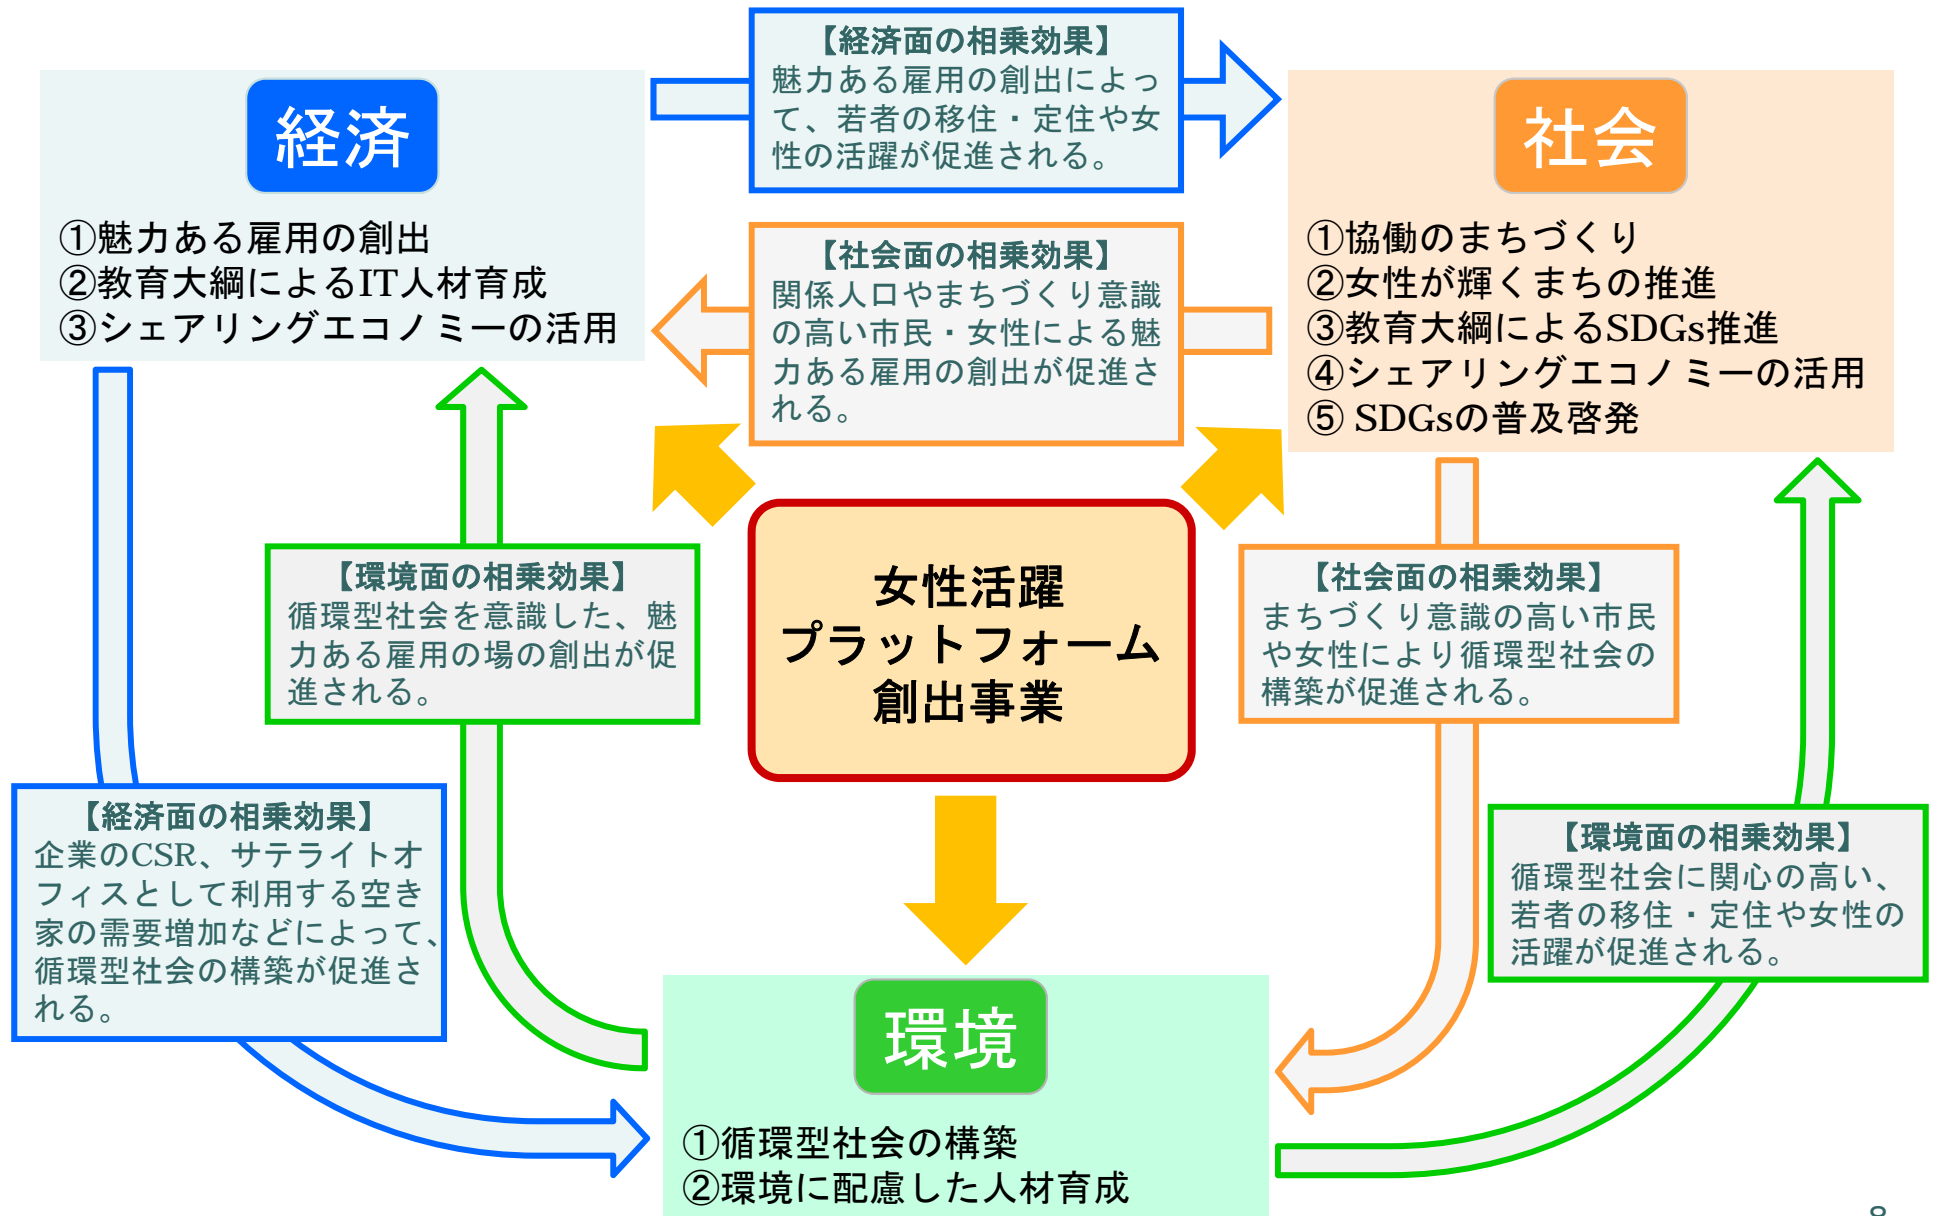 【経済面の相乗効果】
魅力ある雇用の創出によっ
て、若者の移住・定住や女
性の活躍が促進される。
経済
①魅力ある雇用の創出
②教育大綱によるIT人材育成
③シェアリングエコノミーの活用
社会
①協働のまちづくり
②女性が輝くまちの推進
③教育大綱によるSDGs推進
④シェアリングエコノミーの活用
⑤ SDGsの普及啓発
【社会面の相乗効果】
関係人口やまちづくり意識
の高い市民・女性による魅
力ある雇用の創出が促進さ
れる。
【環境面の相乗効果】
循環型社会を意識した、魅
力ある雇用の場の創出が促
進される。
女性活躍
プラットフォーム
創出事業
【社会面の相乗効果】
まちづくり意識の高い市民
や女性により循環型社会の
構築が促進される。
【経済面の相乗効果】
企業のCSR、サテライトオ
フィスとして利用する空き
家の需要増加などによって、
循環型社会の構築が促進さ
れる。
【環境面の相乗効果】
循環型社会に関心の高い、
若者の移住・定住や女性の
活躍が促進される。
環境
①循環型社会の構築
②環境に配慮した人材育成
8